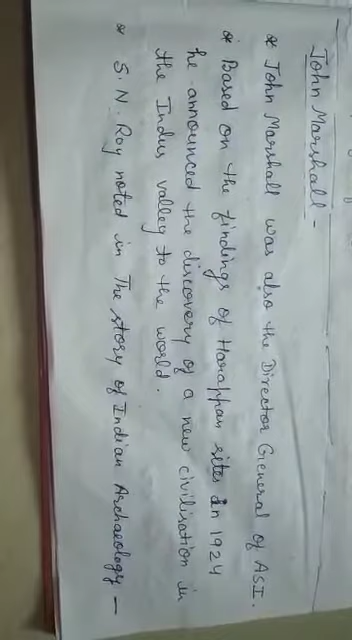 John Marshall -
* John Marshall was also the Director General of ASI.
* Based on the findings of Harappan sites in 1924
he announced the discovery of a new civilisation in
the Indus valley to the world.
* S. N. Roy noted in The story of Indian Archaeology -